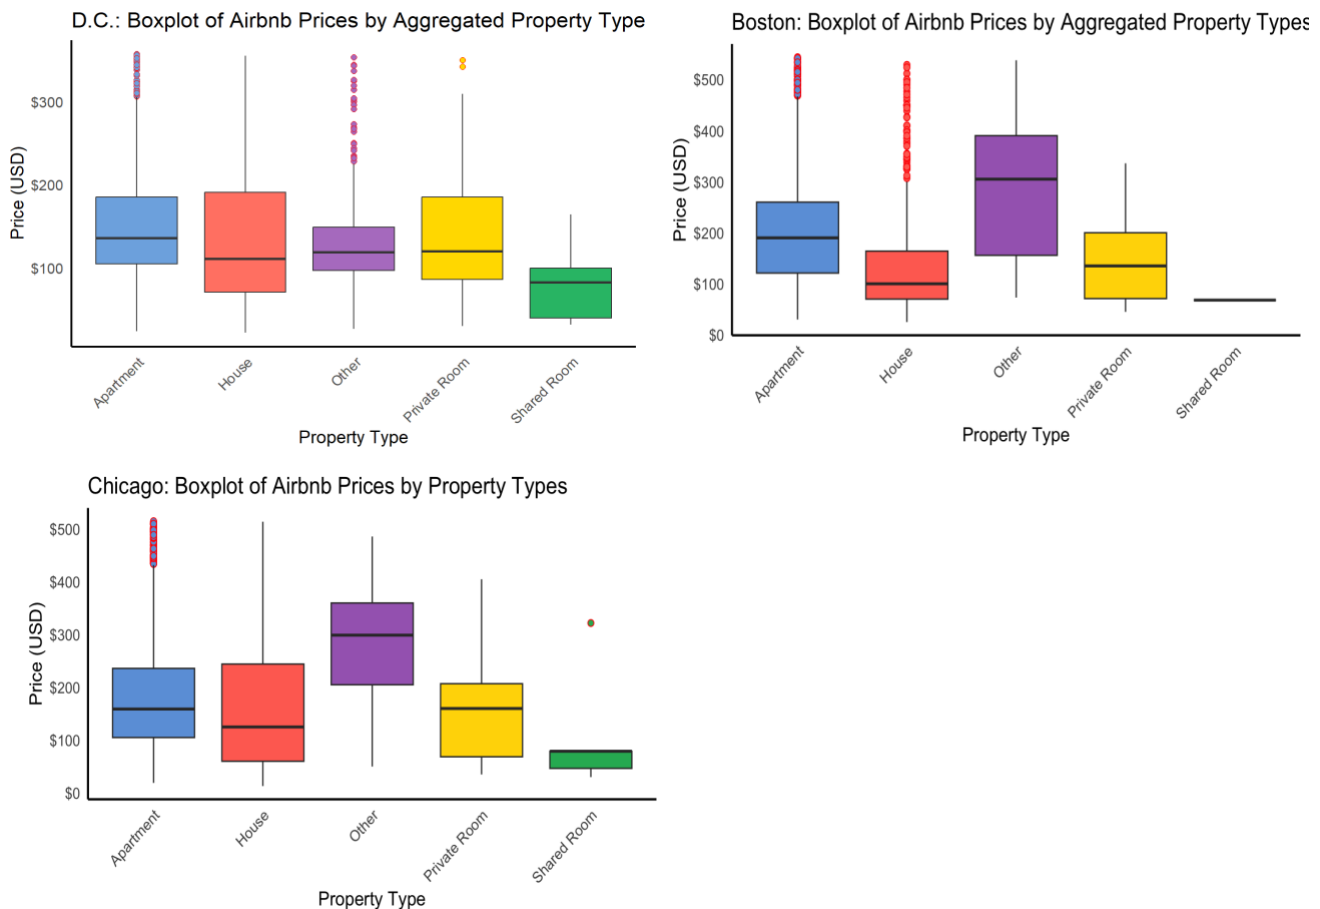 D.C.: Boxplot of Airbnb Prices by Aggregated Property Type
Price (USD)
$300
$200
$100
Apartment
House
Other
Private Room
Shared Room
Property Type
Boston: Boxplot of Airbnb Prices by Aggregated Property Types
Price (USD)
$500
$400
$300
$200
$100
$0
Apartment
House
Other
Private Room
Shared Room
Property Type
Chicago: Boxplot of Airbnb Prices by Property Types
Price (USD)
$500
$400
$300
$200
$100
$0
Apartment
House
Other
Private Room
Shared Room
Property Type